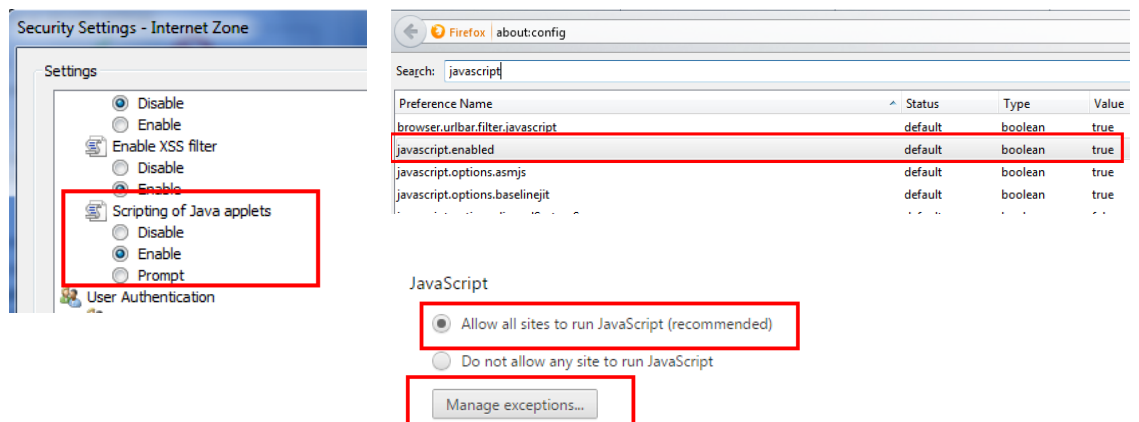 Security Settings - Internet Zone
Settings
Disable
Enable
Enable XSS filter
Disable
Enable
Scripting of Java applets
Disable
Enable
Prompt
User Authentication
Firefox about:config
Search: javascript
Preference Name Status Type Value
browser.urlbar.filter.javascript default boolean true
javascript.enabled default boolean true
javascript.options.asmjs default boolean true
javascript.options.baselinejit default boolean true
JavaScript
Allow all sites to run JavaScript (recommended)
Do not allow any site to run JavaScript
Manage exceptions...